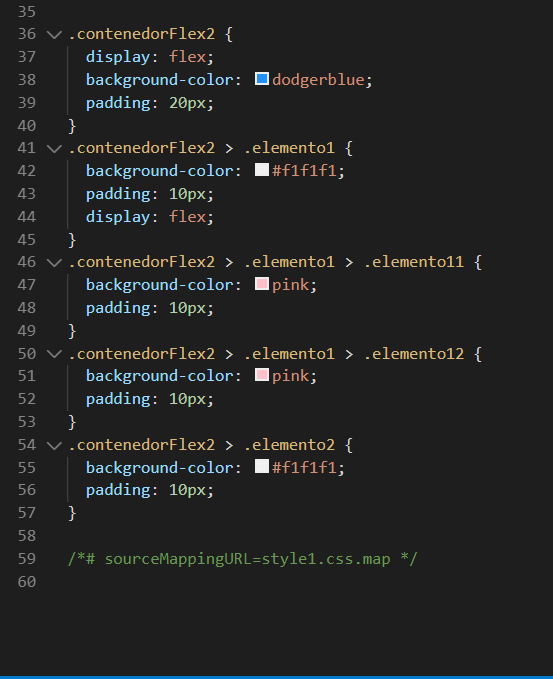 35
36 .contenedorFlex2 {
37 display: flex;
38 background-color: dodgerblue;
39 padding: 20px;
40 }
41 .contenedorFlex2 > .elemento1 {
42 background-color: #f1f1f1;
43 padding: 10px;
44 display: flex;
45 }
46 .contenedorFlex2 > .elemento1 > .elemento11 {
47 background-color: pink;
48 padding: 10px;
49 }
50 .contenedorFlex2 > .elemento1 > .elemento12 {
51 background-color: pink;
52 padding: 10px;
53 }
54 .contenedorFlex2 > .elemento2 {
55 background-color: #f1f1f1;
56 padding: 10px;
57 }
58
59 /*# sourceMappingURL=style1.css.map */
60